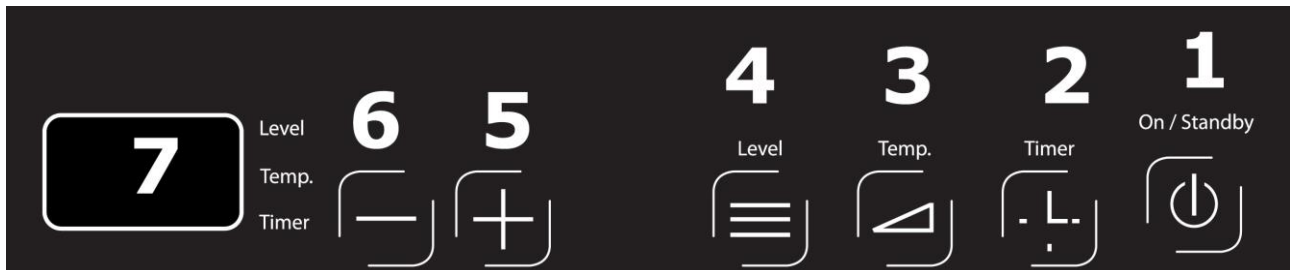 1
On / Standby
4 3 2
Level Temp. Timer
6 5
7
Level
Temp.
Timer